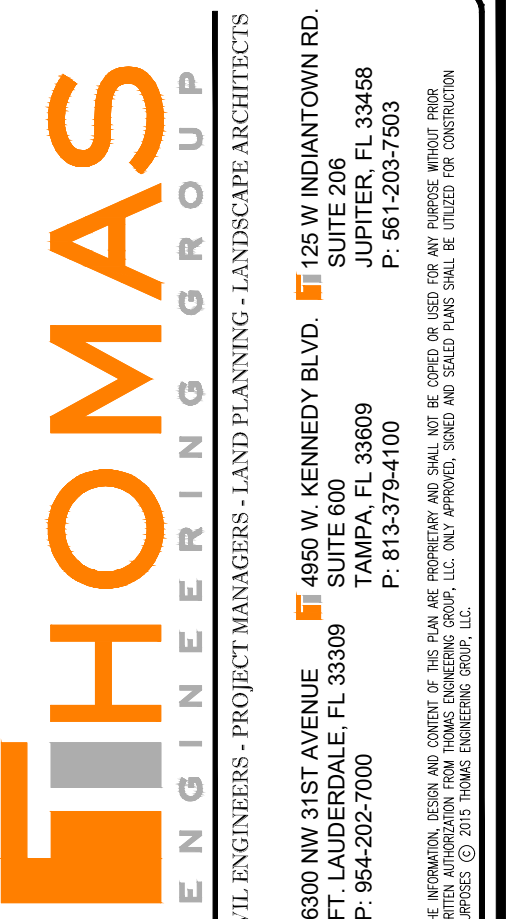 THOMAS
ENGINEERING GROUP
VIL ENGINEERS - PROJECT MANAGERS - LAND PLANNING - LANDSCAPE ARCHITECTS
6300 NW 31ST AVENUE
FT. LAUDERDALE, FL 33309
P: 954-202-7000
4950 W. KENNEDY BLVD.
SUITE 600
TAMPA, FL 33609
P: 813-379-4100
125 W INDIANTOWN RD.
SUITE 206
JUPITER, FL 33458
P: 561-203-7503
HE INFORMATION, DESIGN AND CONTENT OF THIS PLAN ARE PROPRIETARY AND SHALL NOT BE COPIED OR USED FOR ANY PURPOSE WITHOUT PRIOR
RITTEN AUTHORIZATION FROM THOMAS ENGINEERING GROUP, LLC. ONLY APPROVED, SIGNED AND SEALED PLANS SHALL BE UTILIZED FOR CONSTRUCTION
URPOSES © 2015 THOMAS ENGINEERING GROUP, LLC.